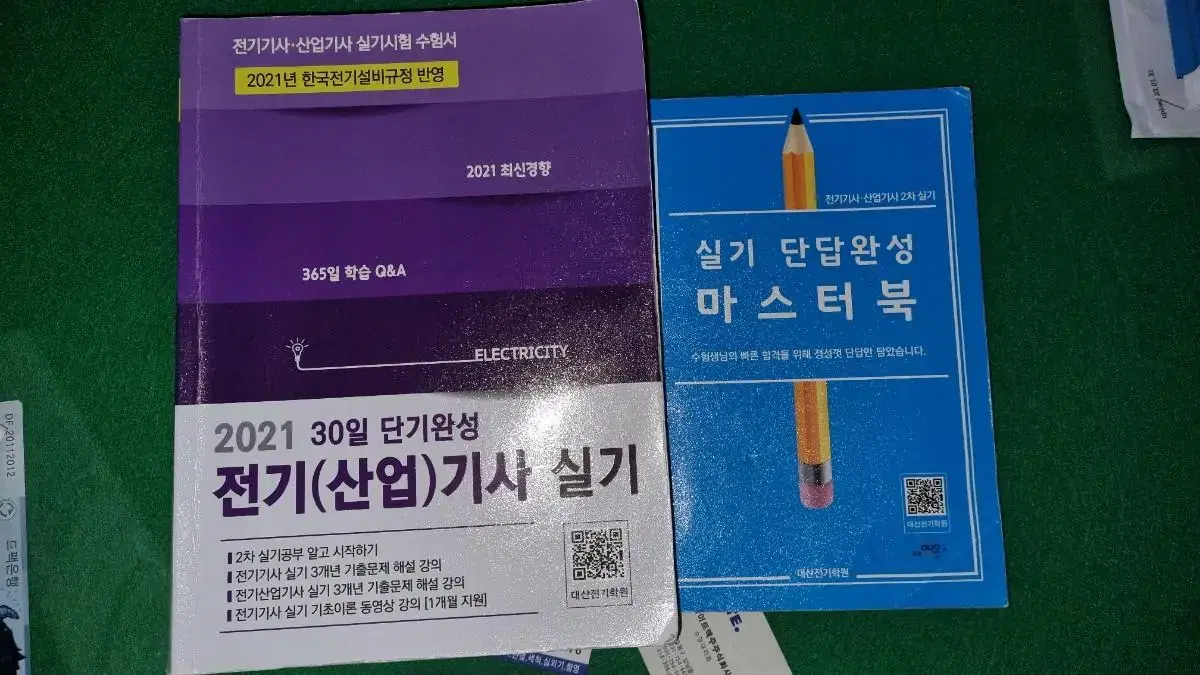 전기기사·산업기사 실기시험 수험서
2021년 한국전기설비규정 반영
2021 최신경향
365일 학습 Q&A
ELECTRICITY
2021 30일 단기완성
전기(산업)기사 실기
2차 실기공부 알고 시작하기
전기기사 실기 3개년 기출문제 해설 강의
전기산업기사 실기 3개년 기출문제 해설 강의
전기기사 실기 기초이론 동영상 강의 [1개월 지원]
대산전기학원
전기기사·산업기사 2차 실기
실기 단답완성
마스터북
수험생님의 빠른 합격을 위해 정성껏 단답만 담았습니다.
대산전기학원
대산전기학원
DF-20112012